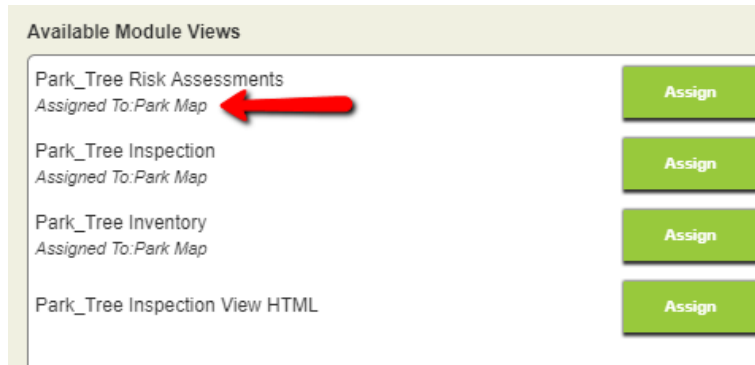 Available Module Views
Park_Tree Risk Assessments
Assigned To:Park Map
Assign
Park_Tree Inspection
Assigned To:Park Map
Assign
Park_Tree Inventory
Assigned To:Park Map
Assign
Park_Tree Inspection View HTML
Assign